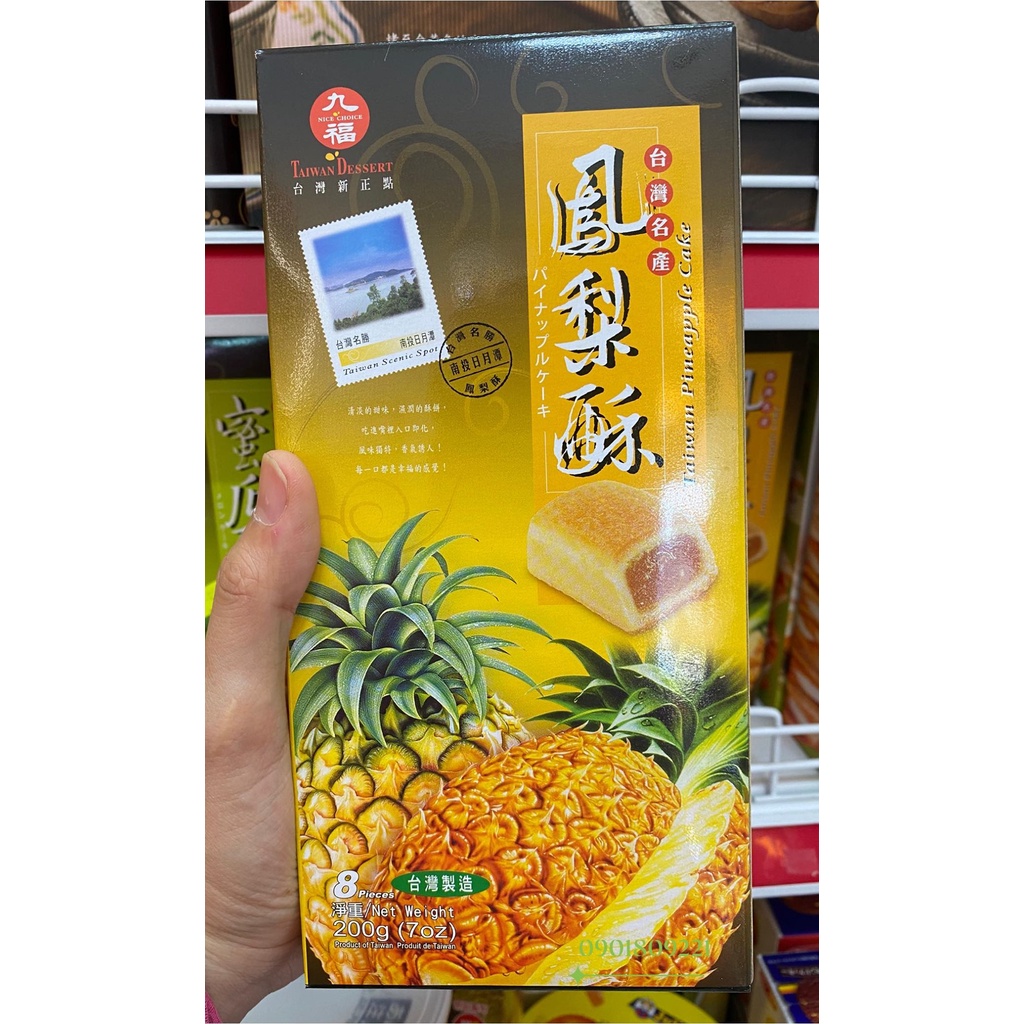 九福
NICE CHOICE
TAIWAN DESSERT
台灣新正點
台灣名勝 南投日月潭
Taiwan Scenic Spot
台灣名勝
南投日月潭
鳳梨酥
清淡的甜味，濕潤的酥餅，
吃進嘴裡入口即化，
風味獨特，香氣誘人！
每一口都是幸福的感覺！
台灣名產
鳳梨酥
パイナップルケーキ
Taiwan Pineapple Cake
8 Pieces
台灣製造
淨重/Net Weight
200g (7oz)
Product of Taiwan Produit de Taiwan
蜜瓜